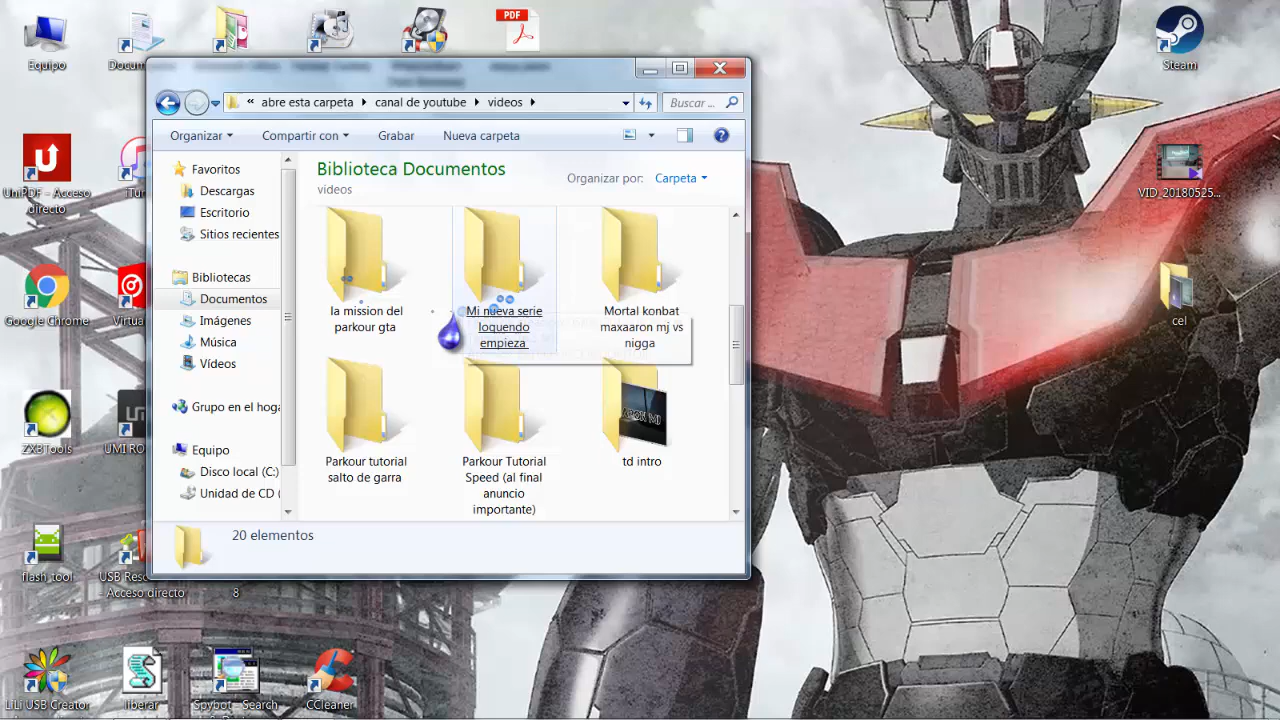 PDF
Equipo
Steam
abre esta carpeta
canal de youtube
videos
Buscar ...
Organizar
Compartir con
Grabar
Nueva carpeta
Favoritos
Descargas
Escritorio
Sitios recientes
Bibliotecas
Documentos
Imágenes
Música
Vídeos
Grupo en el hoga
Equipo
Disco local (C:)
Unidad de CD (
Biblioteca Documentos
videos
Organizar por:
Carpeta
la mission del
parkour gta
Mi nueva serie
loquendo
empieza
Mortal konbat
maxaaron mj vs
nigga
Parkour tutorial
salto de garra
Parkour Tutorial
Speed (al final
anuncio
importante)
td intro
20 elementos
UniPDF - Acceso
directo
Google Chrome
ZXBTools
UMI RO
flash_tool
USB Res
- Acceso directo
8
LiLi USB Creator
liberar
Spybot - Search
CCleaner
VID_20180525...
cel